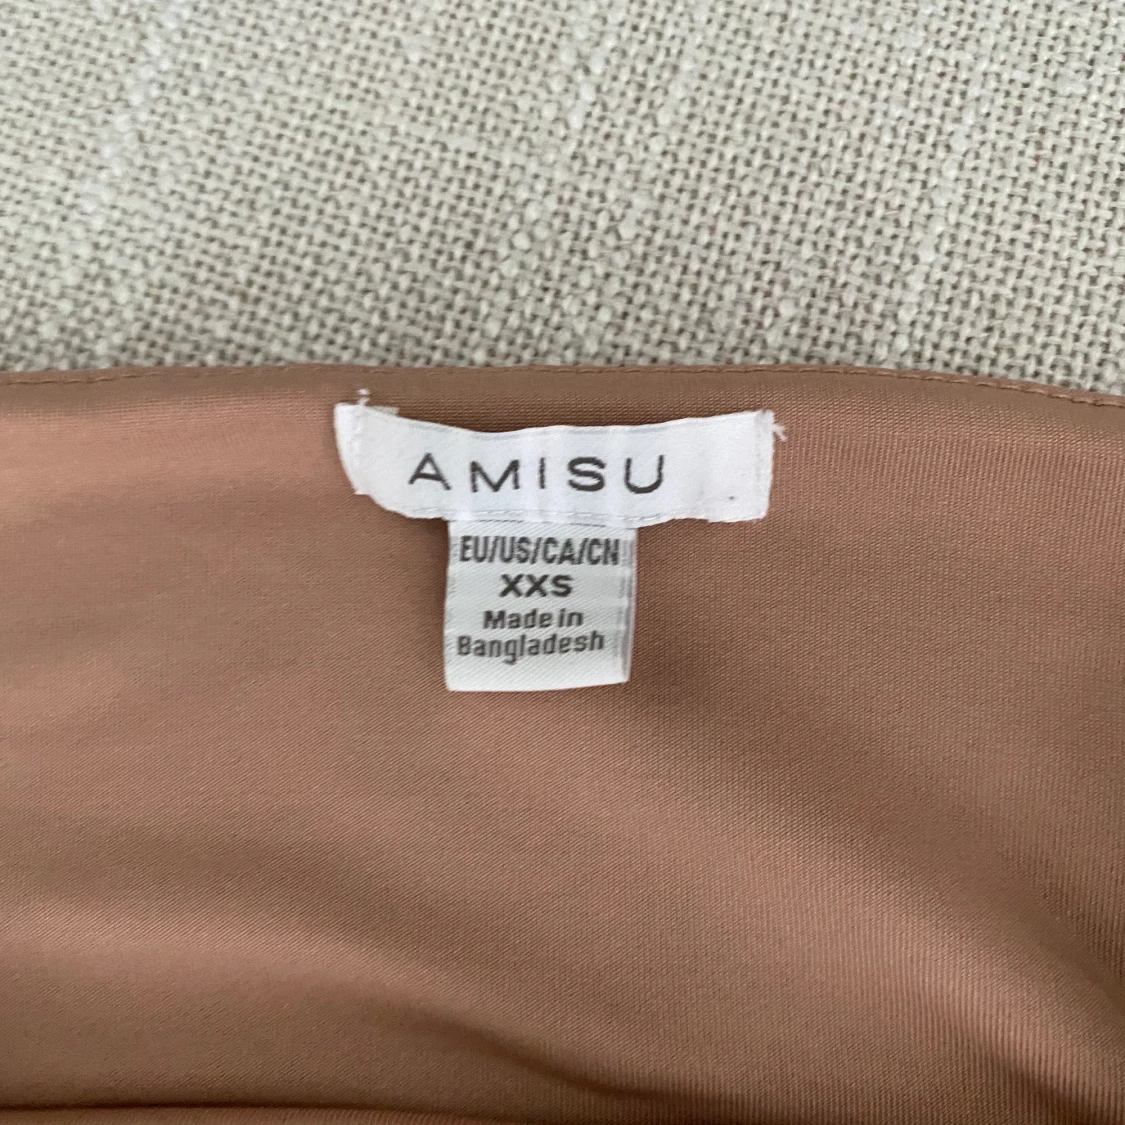 AMISU
EU/US/CA/CN
XXS
Made in
Bangladesh